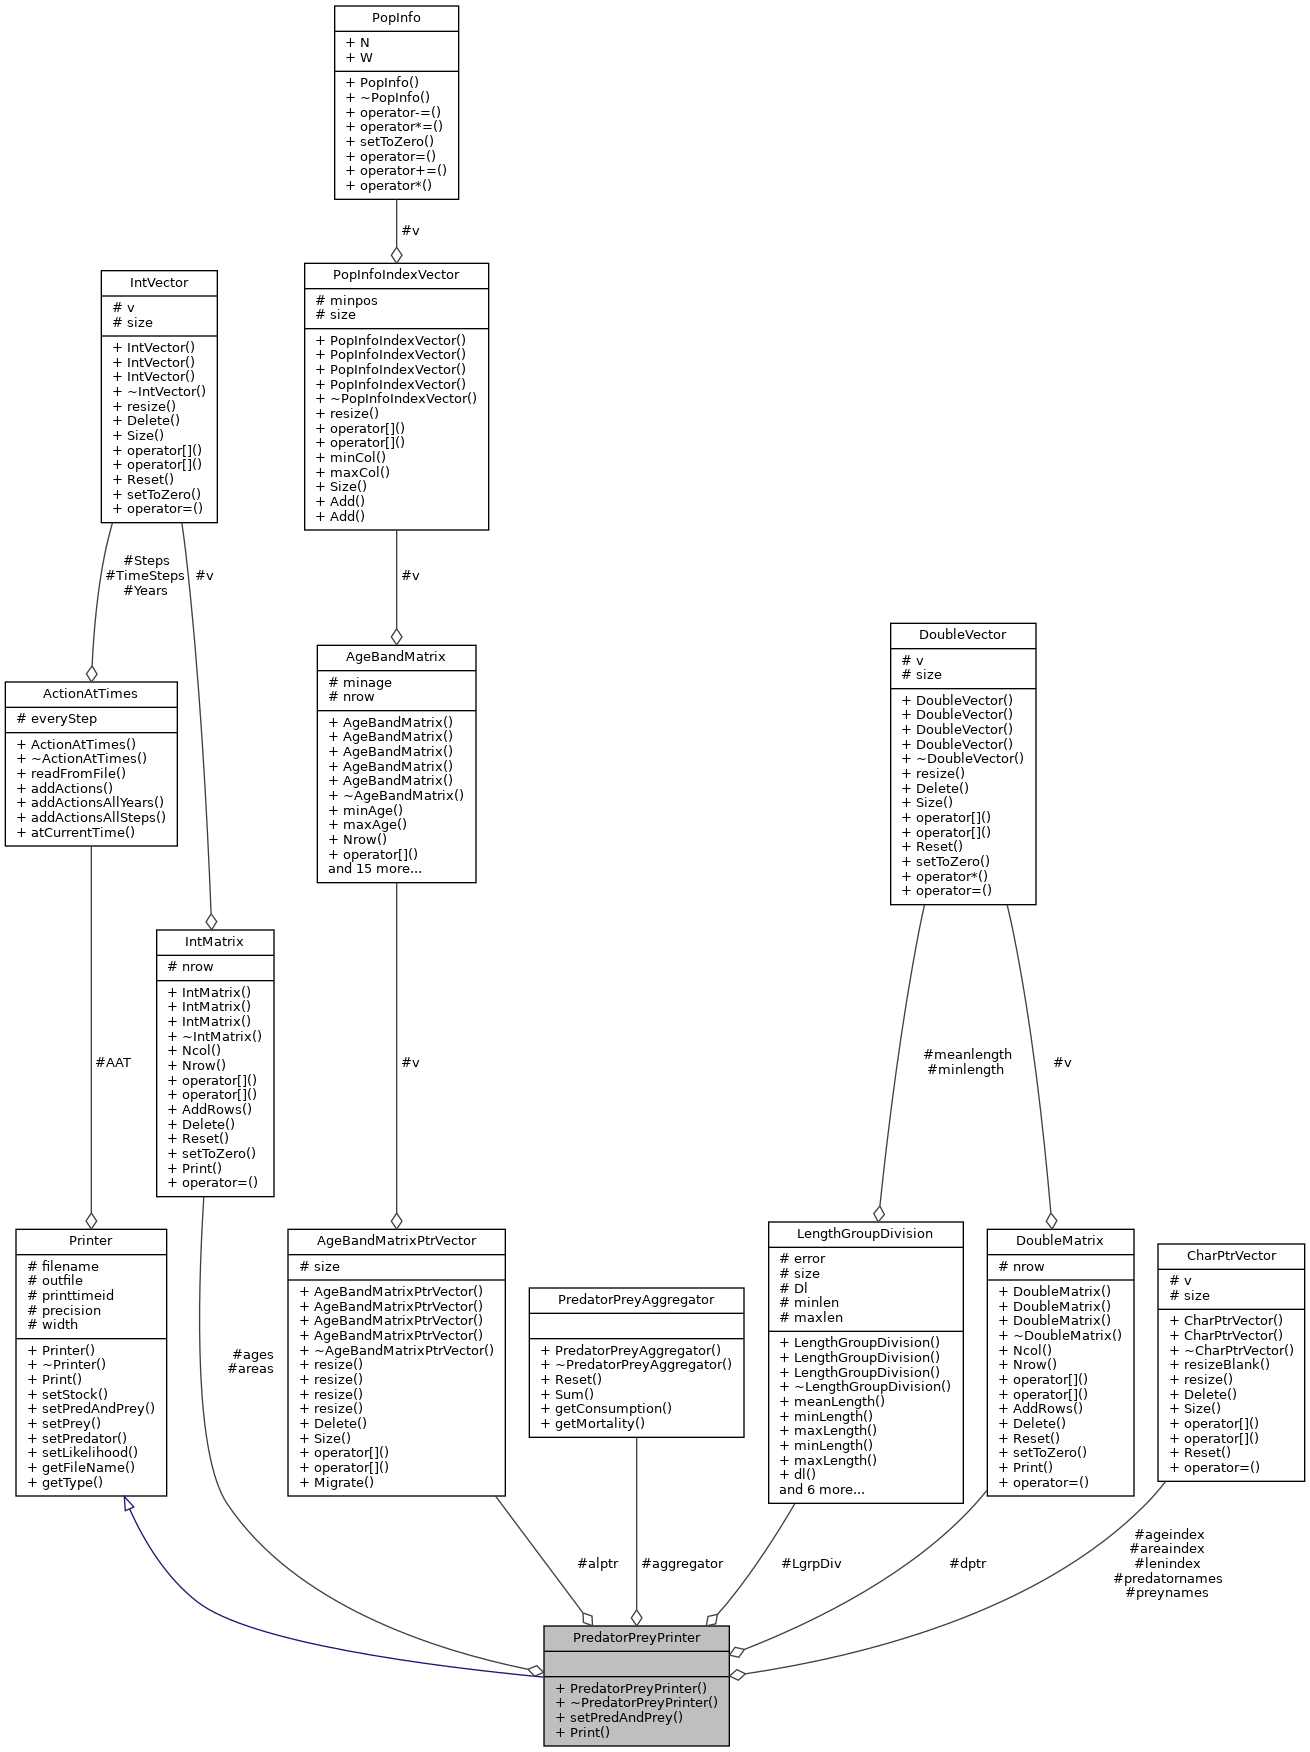 PopInfo
+ N
+ W
+ PopInfo()
+ ~PopInfo()
+ operator-=()
+ operator*=()
+ setToZero()
+ operator=()
+ operator+=()
+ operator*()
#v
PopInfoIndexVector
# minpos
# size
+ PopInfoIndexVector()
+ PopInfoIndexVector()
+ PopInfoIndexVector()
+ PopInfoIndexVector()
+ ~PopInfoIndexVector()
+ resize()
+ operator[]()
+ operator[]()
+ minCol()
+ maxCol()
+ Size()
+ Add()
+ Add()
IntVector
# v
# size
+ IntVector()
+ IntVector()
+ IntVector()
+ ~IntVector()
+ resize()
+ Delete()
+ Size()
+ operator[]()
+ operator[]()
+ Reset()
+ setToZero()
+ operator=()
#Steps
#TimeSteps
#Years
#v
#v
ActionAtTimes
# everyStep
+ ActionAtTimes()
+ ~ActionAtTimes()
+ readFromFile()
+ addActions()
+ addActionsAllYears()
+ addActionsAllSteps()
+ atCurrentTime()
AgeBandMatrix
# minage
# nrow
+ AgeBandMatrix()
+ AgeBandMatrix()
+ AgeBandMatrix()
+ AgeBandMatrix()
+ AgeBandMatrix()
+ ~AgeBandMatrix()
+ minAge()
+ maxAge()
+ Nrow()
+ operator[]()
and 15 more...
DoubleVector
# v
# size
+ DoubleVector()
+ DoubleVector()
+ DoubleVector()
+ DoubleVector()
+ ~DoubleVector()
+ resize()
+ Delete()
+ Size()
+ operator[]()
+ operator[]()
+ Reset()
+ setToZero()
+ operator*()
+ operator=()
IntMatrix
# nrow
+ IntMatrix()
+ IntMatrix()
+ IntMatrix()
+ ~IntMatrix()
+ Ncol()
+ Nrow()
+ operator[]()
+ operator[]()
+ AddRows()
+ Delete()
+ Reset()
+ setToZero()
+ Print()
+ operator=()
#AAT
#v
#meanlength
#minlength
#v
Printer
# filename
# outfile
# printtimeid
# precision
# width
+ Printer()
+ ~Printer()
+ Print()
+ setStock()
+ setPredAndPrey()
+ setPrey()
+ setPredator()
+ setLikelihood()
+ getFileName()
+ getType()
#ages
#areas
AgeBandMatrixPtrVector
# size
+ AgeBandMatrixPtrVector()
+ AgeBandMatrixPtrVector()
+ AgeBandMatrixPtrVector()
+ AgeBandMatrixPtrVector()
+ ~AgeBandMatrixPtrVector()
+ resize()
+ resize()
+ resize()
+ resize()
+ Delete()
+ Size()
+ operator[]()
+ operator[]()
+ Migrate()
PredatorPreyAggregator
+ PredatorPreyAggregator()
+ ~PredatorPreyAggregator()
+ Reset()
+ Sum()
+ getConsumption()
+ getMortality()
LengthGroupDivision
# error
# size
# Dl
# minlen
# maxlen
+ LengthGroupDivision()
+ LengthGroupDivision()
+ LengthGroupDivision()
+ ~LengthGroupDivision()
+ meanLength()
+ minLength()
+ maxLength()
+ minLength()
+ maxLength()
+ dl()
and 6 more...
DoubleMatrix
# nrow
+ DoubleMatrix()
+ DoubleMatrix()
+ DoubleMatrix()
+ ~DoubleMatrix()
+ Ncol()
+ Nrow()
+ operator[]()
+ operator[]()
+ AddRows()
+ Delete()
+ Reset()
+ setToZero()
+ Print()
+ operator=()
CharPtrVector
# v
# size
+ CharPtrVector()
+ CharPtrVector()
+ ~CharPtrVector()
+ resizeBlank()
+ resize()
+ Delete()
+ Size()
+ operator[]()
+ operator[]()
+ Reset()
+ operator=()
#alptr
#aggregator
#LgrpDiv
#dptr
#ageindex
#areaindex
#lenindex
#predatornames
#preynames
PredatorPreyPrinter
+ PredatorPreyPrinter()
+ ~PredatorPreyPrinter()
+ setPredAndPrey()
+ Print()